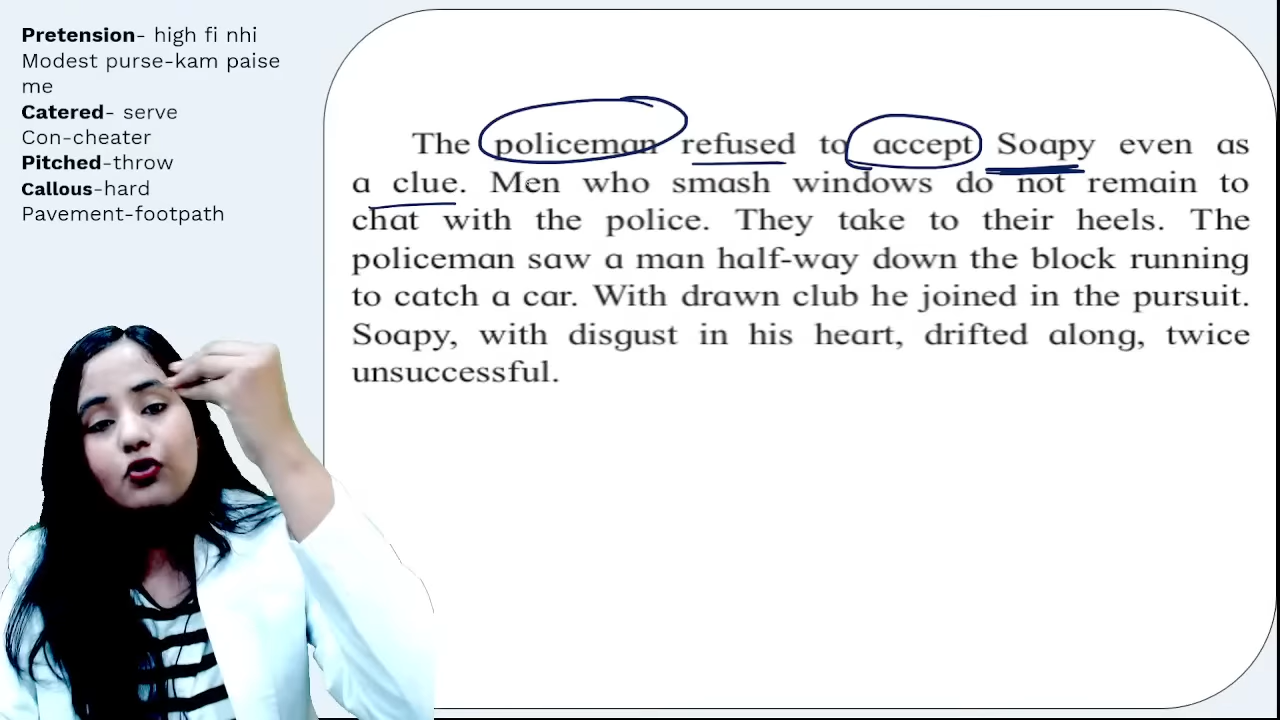 Pretension- high fi nhi
Modest purse-kam paise
me
Catered- serve
Con-cheater
Pitched-throw
Callous-hard
Pavement-footpath
The policeman refused to accept Soapy even as
a clue. Men who smash windows do not remain to
chat with the police. They take to their heels. The
policeman saw a man half-way down the block running
to catch a car. With drawn club he joined in the pursuit.
Soapy, with disgust in his heart, drifted along, twice
unsuccessful.